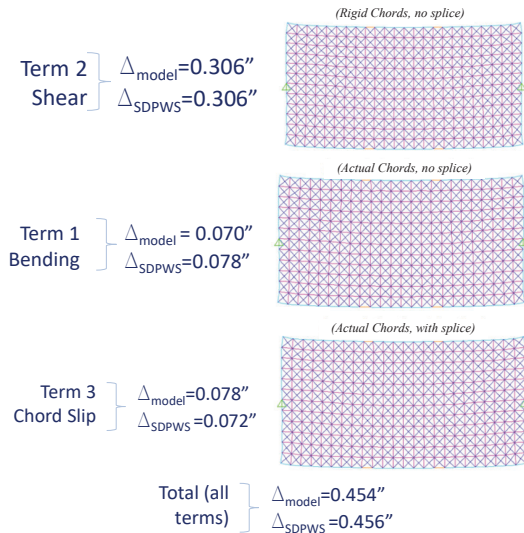 (Rigid Chords, no splice)
Term 2
Shear
Δmodel=0.306”
ΔSDPWS=0.306”
(Actual Chords, no splice)
Term 1
Bending
Δmodel = 0.070”
ΔSDPWS=0.078”
(Actual Chords, with splice)
Term 3
Chord Slip
Δmodel=0.078”
ΔSDPWS=0.072”
Total (all
terms)
Δmodel=0.454”
ΔSDPWS=0.456”